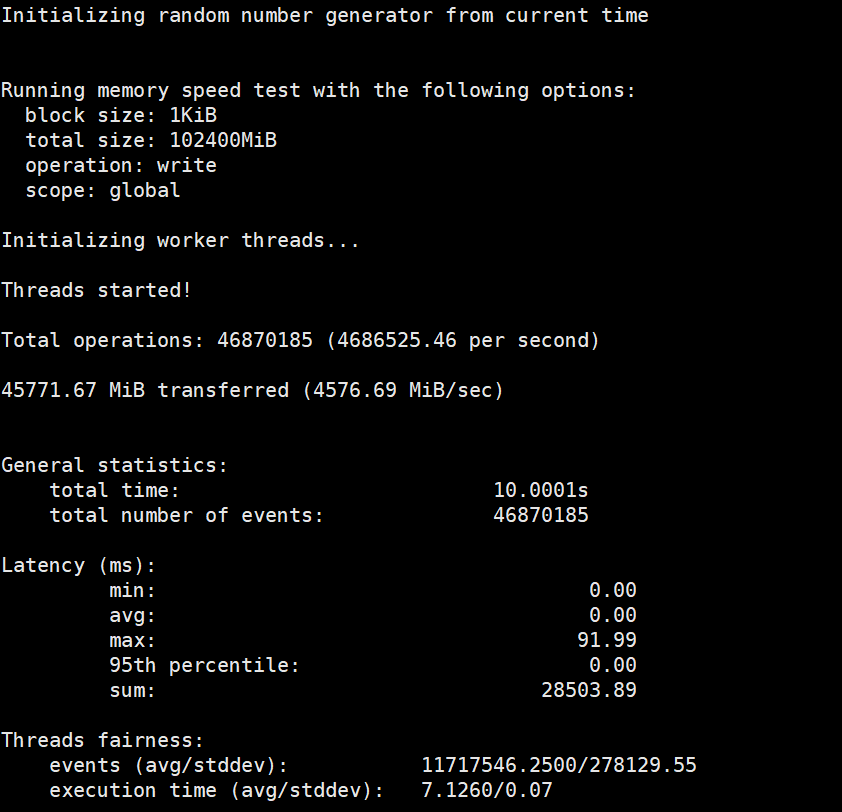 Initializing random number generator from current time
Running memory speed test with the following options:
block size: 1KiB
total size: 102400MiB
operation: write
scope: global
Initializing worker threads...
Threads started!
Total operations: 46870185 (4686525.46 per second)
45771.67 MiB transferred (4576.69 MiB/sec)
General statistics:
total time: 10.0001s
total number of events: 46870185
Latency (ms):
min: 0.00
avg: 0.00
max: 91.99
95th percentile: 0.00
sum: 28503.89
Threads fairness:
events (avg/stddev): 11717546.2500/278129.55
execution time (avg/stddev): 7.1260/0.07